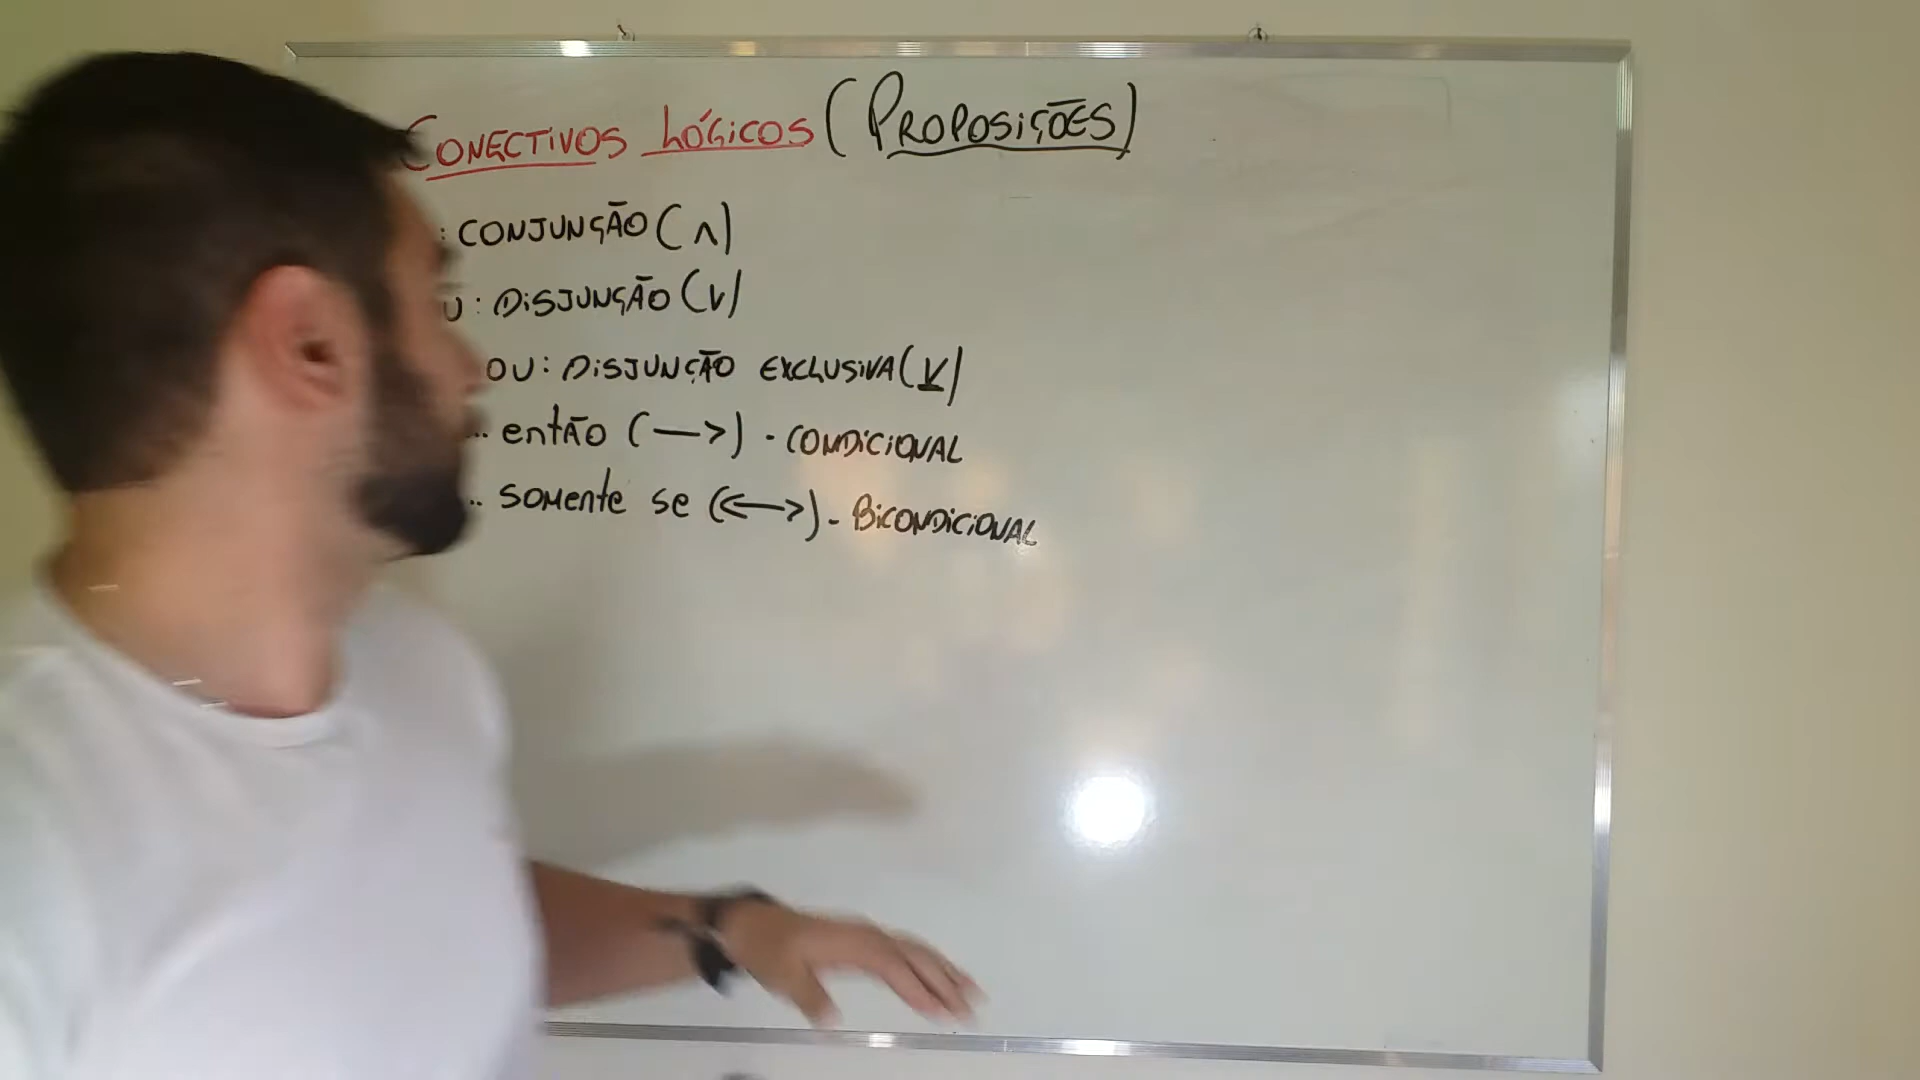 CONECTIVOS LÓGICOS (PROPOSIÇÕES)
: CONJUNÇÃO (∧)
U : DISJUNÇÃO (∨)
OU : DISJUNÇÃO EXCLUSIVA (⊻)
.. então (→) - CONDICIONAL
.. somente se (↔) - BICONDICIONAL